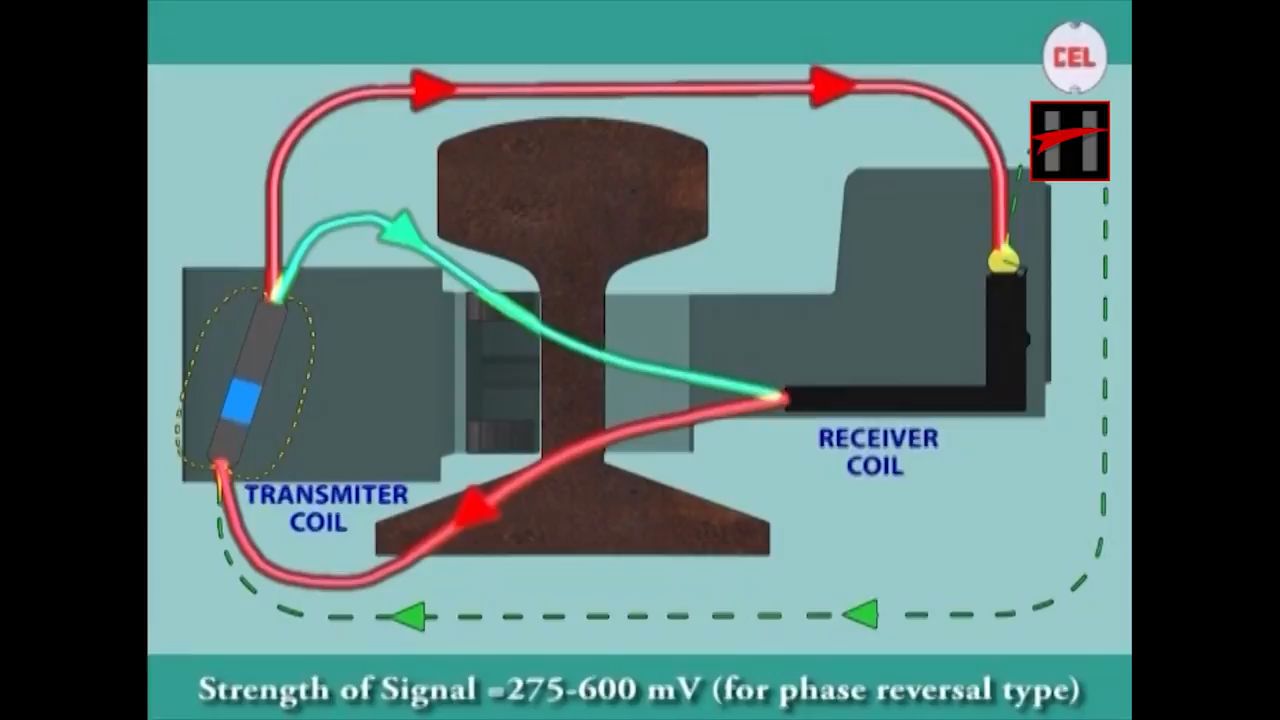 CEL
RECEIVER
COIL
TRANSMITER
COIL
Strength of Signal =275-600 mV (for phase reversal type)